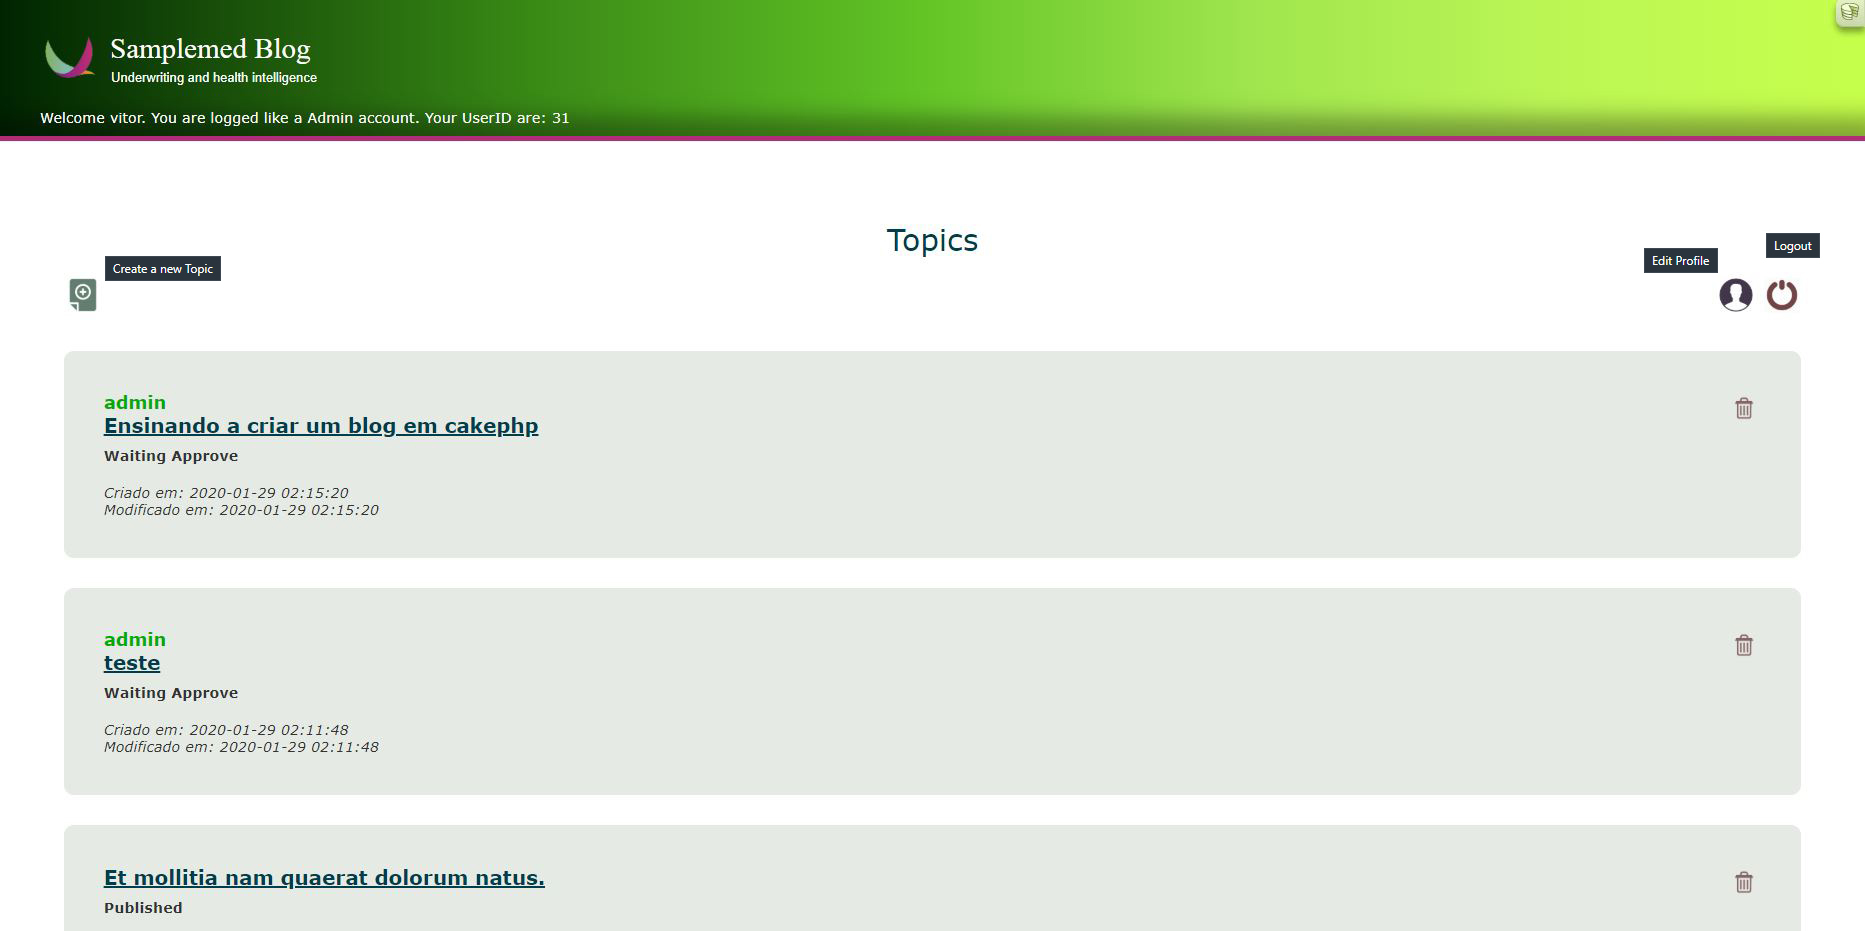 Samplemed Blog
Underwriting and health intelligence
Welcome vitor. You are logged like a Admin account. Your UserID are: 31
Topics
Create a new Topic
Edit Profile
Logout
admin
Ensinando a criar um blog em cakephp
Waiting Approve
Criado em: 2020-01-29 02:15:20
Modificado em: 2020-01-29 02:15:20
admin
teste
Waiting Approve
Criado em: 2020-01-29 02:11:48
Modificado em: 2020-01-29 02:11:48
Et mollitia nam quaerat dolorum natus.
Published